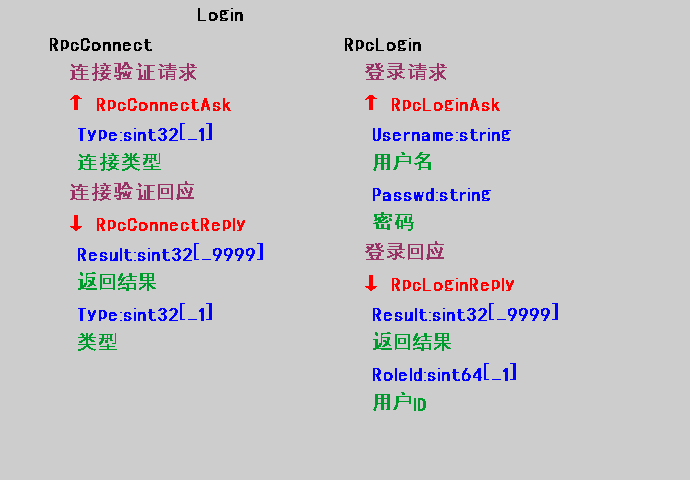 Login
RpcConnect
连接验证请求
↑ RpcConnectAsk
Type:sint32[_1]
连接类型
连接验证回应
↓ RpcConnectReply
Result:sint32[_9999]
返回结果
Type:sint32[_1]
类型
RpcLogin
登录请求
↑ RpcLoginAsk
Username:string
用户名
Passwd:string
密码
登录回应
↓ RpcLoginReply
Result:sint32[_9999]
返回结果
RoleId:sint64[_1]
用户ID